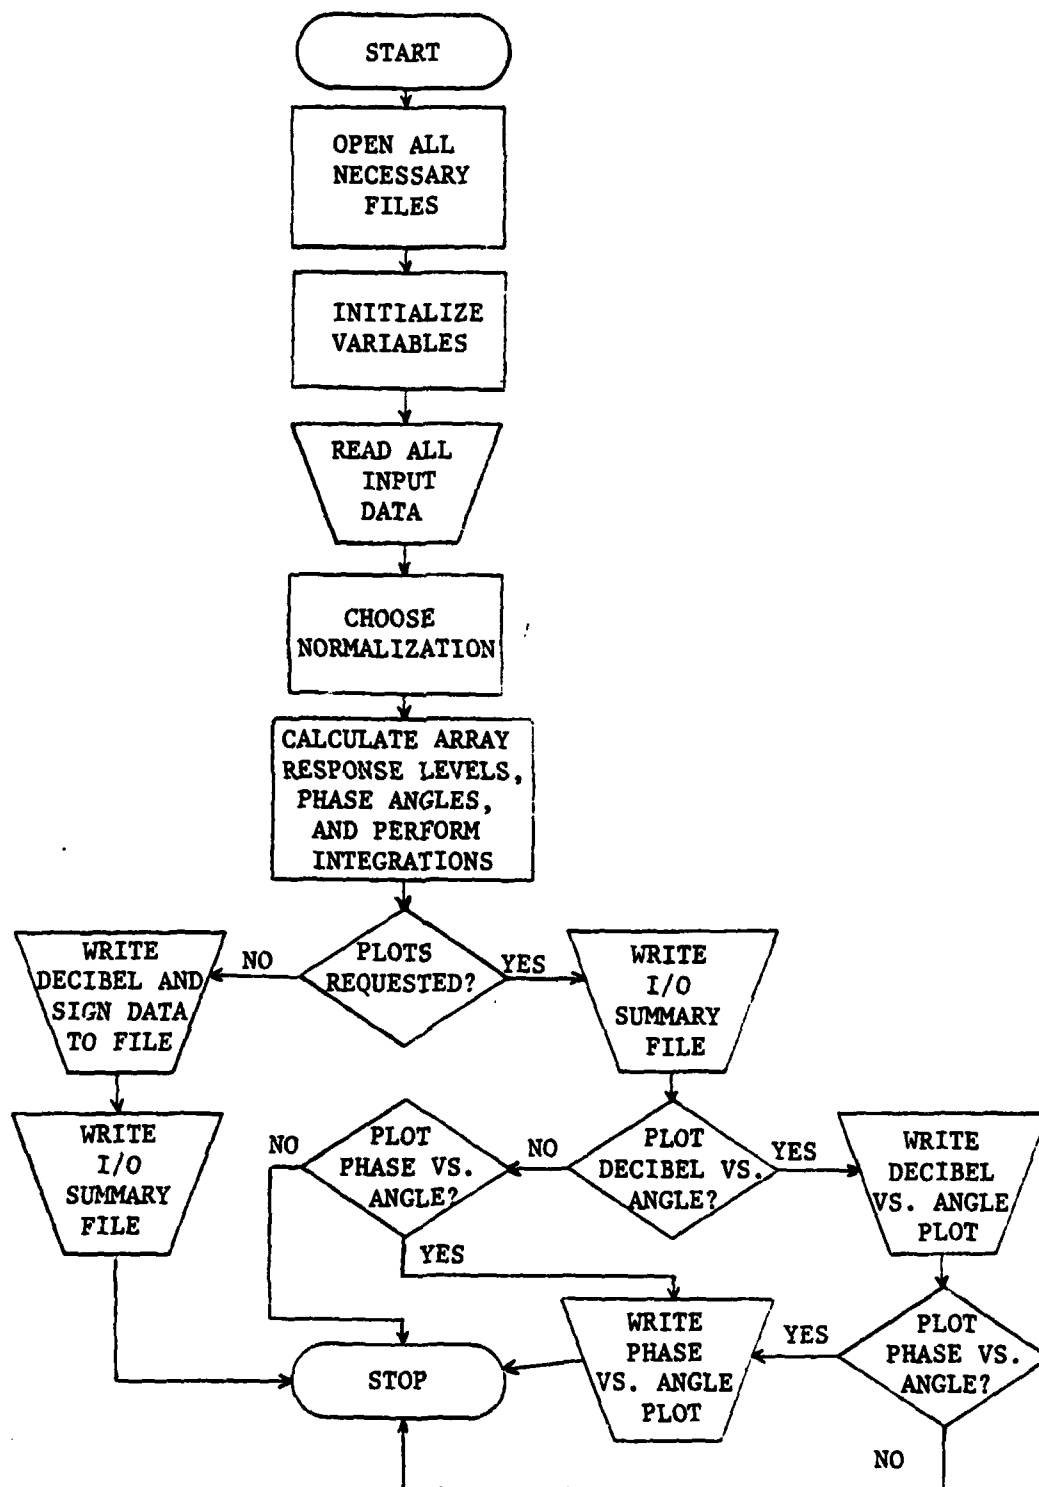 START
OPEN ALL
NECESSARY
FILES
INITIALIZE
VARIABLES
READ ALL
INPUT
DATA
CHOOSE
NORMALIZATION
CALCULATE ARRAY
RESPONSE LEVELS,
PHASE ANGLES,
AND PERFORM
INTEGRATIONS
PLOTS
REQUESTED?
NO
YES
WRITE
DECIBEL AND
SIGN DATA
TO FILE
WRITE
I/O
SUMMARY
FILE
WRITE
I/O
SUMMARY
FILE
PLOT
DECIBEL VS.
ANGLE?
NO
YES
PLOT
PHASE VS.
ANGLE?
NO
YES
WRITE
DECIBEL
VS. ANGLE
PLOT
PLOT
PHASE VS.
ANGLE?
YES
NO
WRITE
PHASE
VS. ANGLE
PLOT
STOP